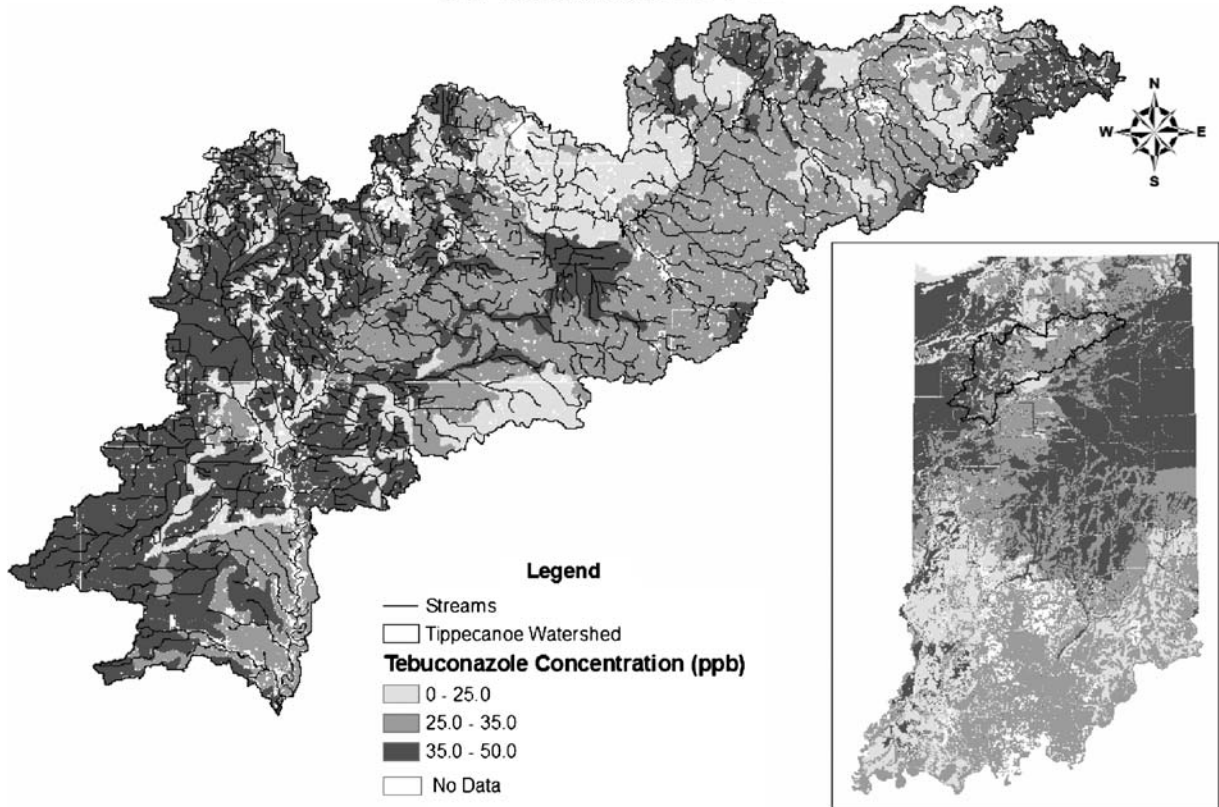 N
W E
S
Legend
Streams
Tippecanoe Watershed
Tebuconazole Concentration (ppb)
0 - 25.0
25.0 - 35.0
35.0 - 50.0
No Data